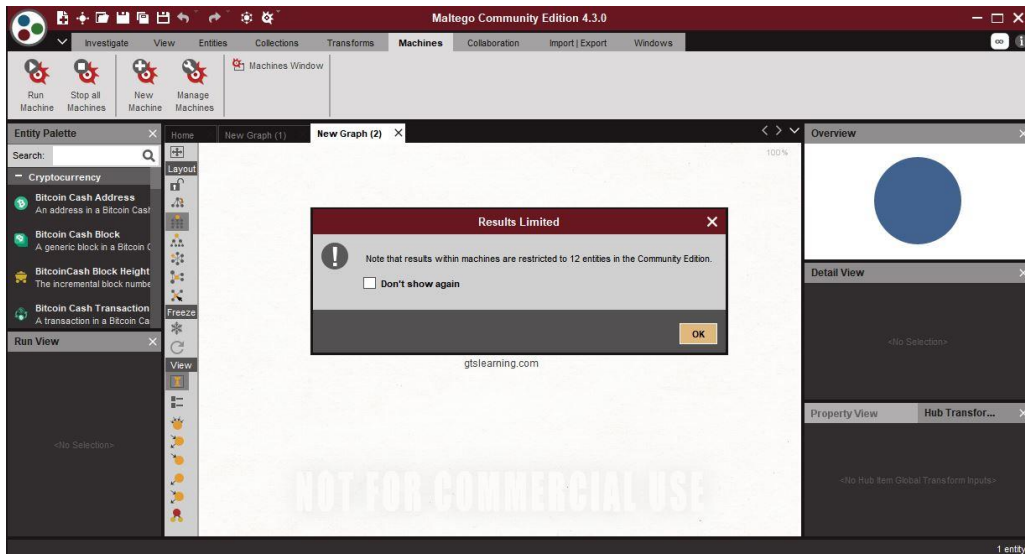 Maltego Community Edition 4.3.0
Investigate View Entities Collections Transforms Machines Collaboration Import | Export Windows
Run Machine
Stop all Machines
New Machine
Manage Machines
Machines Window
Entity Palette
Home New Graph (1) New Graph (2)
Overview
Search:
100%
Layout
− Cryptocurrency
Bitcoin Cash Address
An address in a Bitcoin Cash
Bitcoin Cash Block
A generic block in a Bitcoin C
BitcoinCash Block Height
The incremental block numbe
Bitcoin Cash Transaction
A transaction in a Bitcoin Ca
Freeze
View
Results Limited
Note that results within machines are restricted to 12 entities in the Community Edition.
Don't show again
OK
gtslearning.com
NOT FOR COMMERCIAL USE
Run View
<No Selection>
Detail View
<No Selection>
Property View Hub Transfor...
<No Hub Item Global Transform Inputs>
1 entity